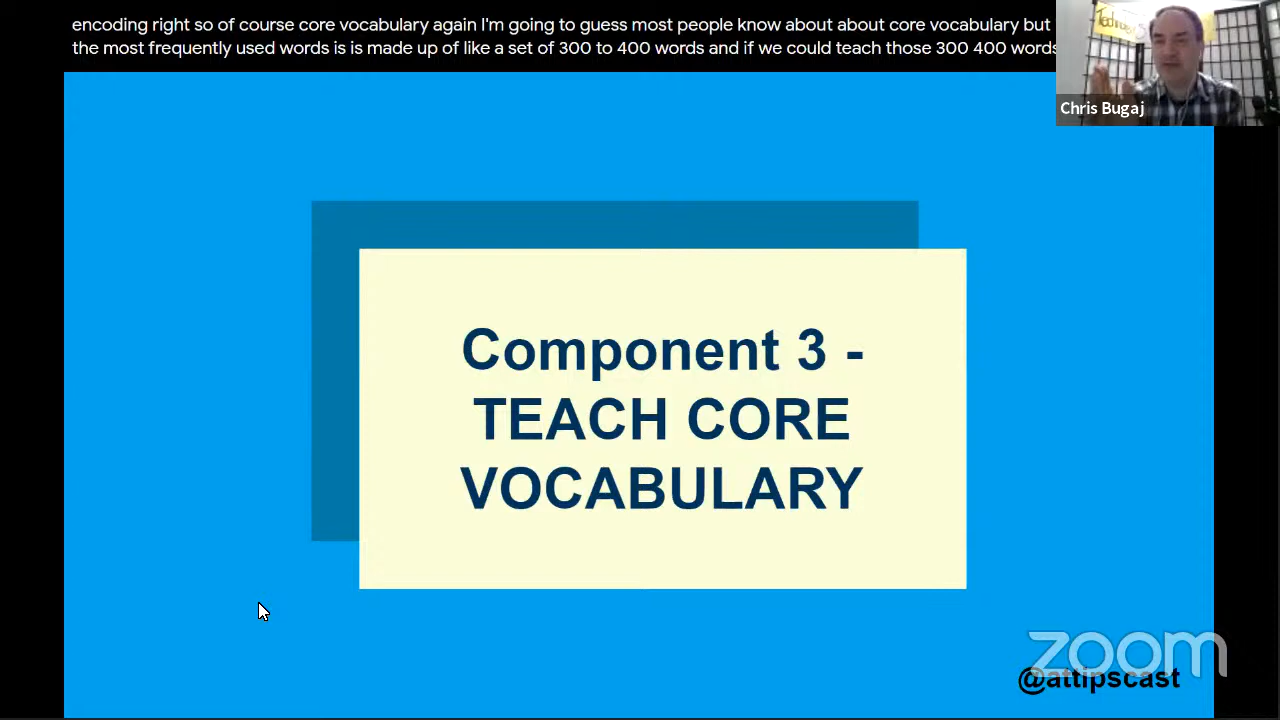 encoding right so of course core vocabulary again I'm going to guess most people know about about core vocabulary but
the most frequently used words is is made up of like a set of 300 to 400 words and if we could teach those 300 400 words
Chris Bugaj
Component 3 -
TEACH CORE
VOCABULARY
zoom
@attipscast